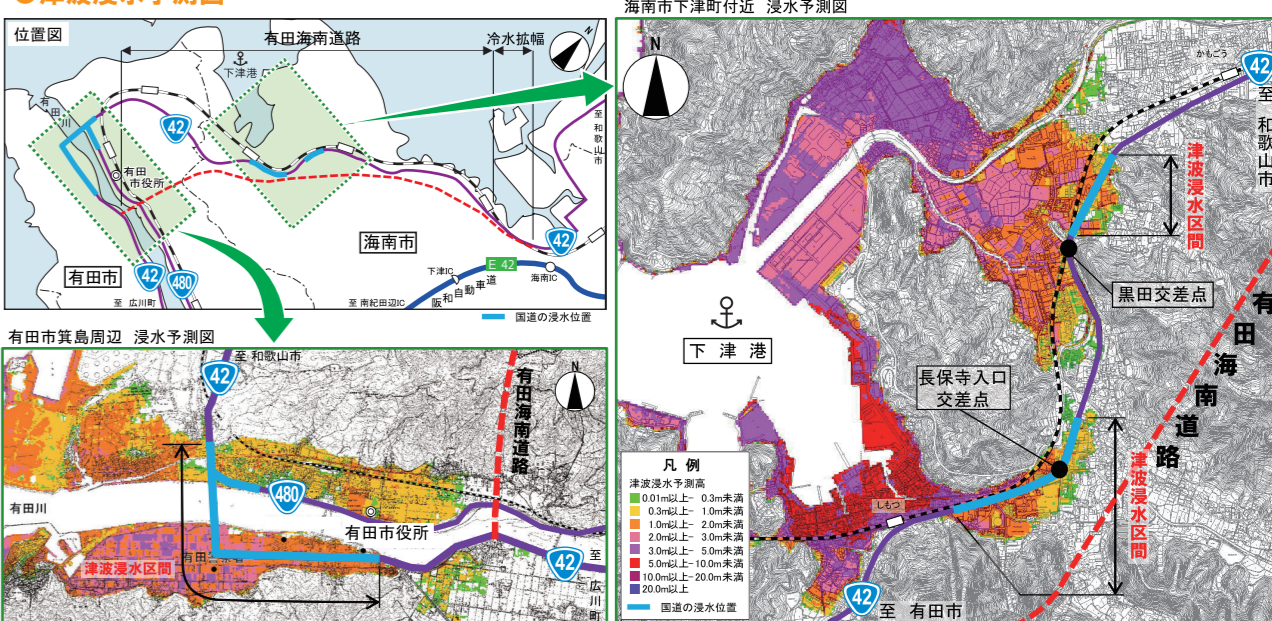 ●津波浸水予測図
位置図
有田海南道路
冷水拡幅
N
下津港
有田川
42
有田
市役所
至 和歌山市
海南市
42
有田市
42
480
至 広川町
下津IC
E 42
海南IC
阪和自動車道
至 南紀田辺IC
国道の浸水位置
有田市箕島周辺 浸水予測図
至 和歌山市
42
N
有田海南道路
480
有田川
有田市役所
津波浸水区間
42
至 広川町
海南市下津町付近 浸水予測図
N
かもごう
42
至 和歌山市
津波浸水区間
黒田交差点
有田海南道路
下津港
長保寺入口
交差点
津波浸水区間
しもつ
42
至 有田市
凡 例
津波浸水予測高
0.01m以上- 0.3m未満
0.3m以上- 1.0m未満
1.0m以上- 2.0m未満
2.0m以上- 3.0m未満
3.0m以上- 5.0m未満
5.0m以上-10.0m未満
10.0m以上-20.0m未満
20.0m以上
国道の浸水位置